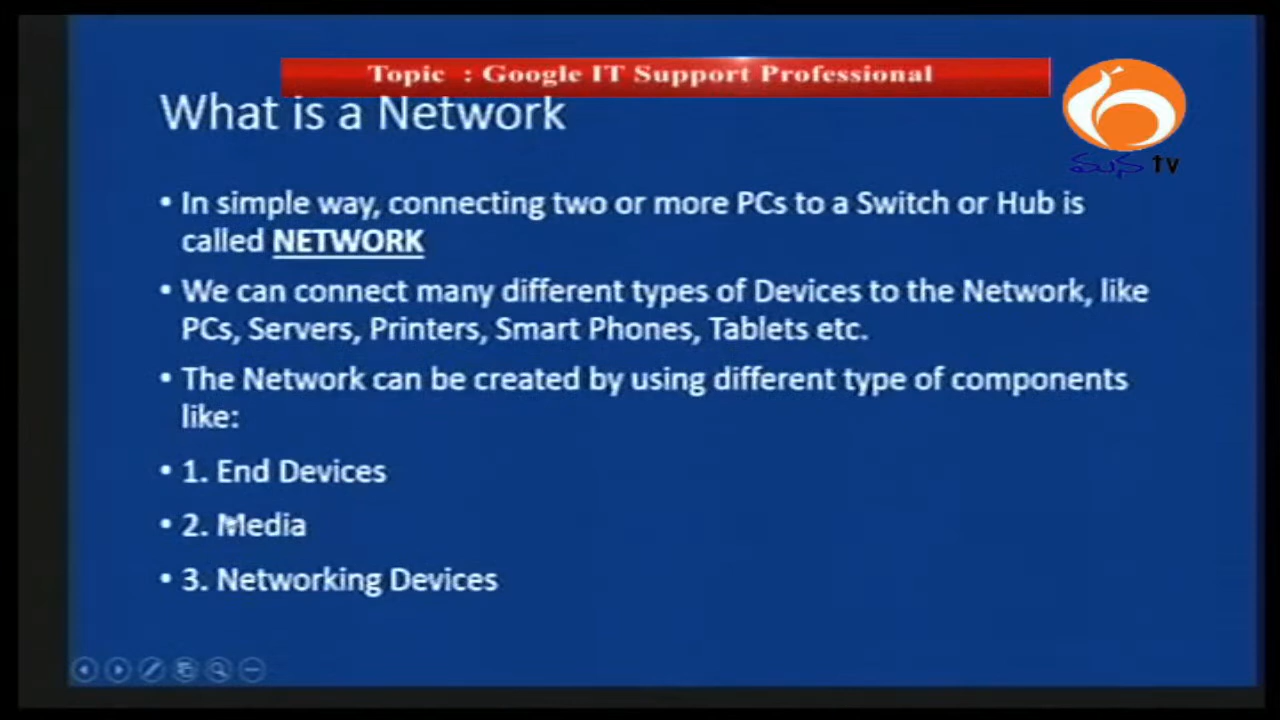 Topic : Google IT Support Professional
What is a Network
మన tv
• In simple way, connecting two or more PCs to a Switch or Hub is
called NETWORK
• We can connect many different types of Devices to the Network, like
PCs, Servers, Printers, Smart Phones, Tablets etc.
• The Network can be created by using different type of components
like:
• 1. End Devices
• 2. Media
• 3. Networking Devices